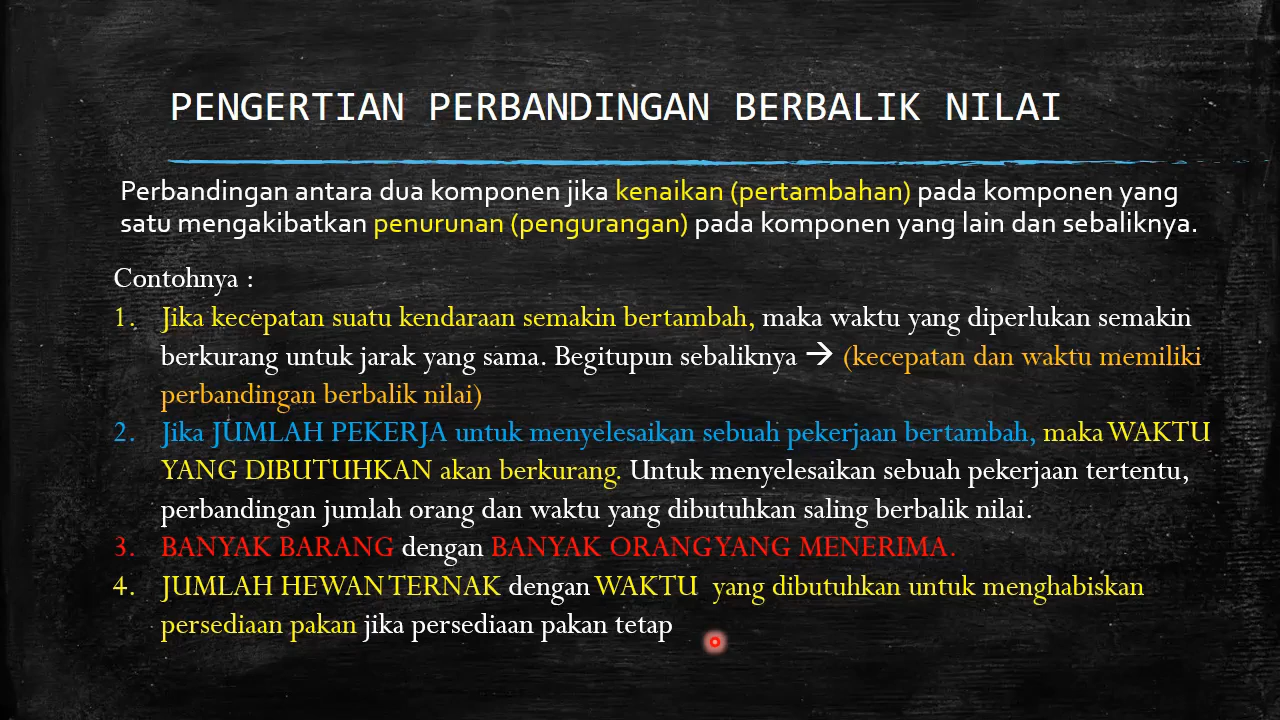 PENGERTIAN PERBANDINGAN BERBALIK NILAI
Perbandingan antara dua komponen jika kenaikan (pertambahan) pada komponen yang
satu mengakibatkan penurunan (pengurangan) pada komponen yang lain dan sebaliknya.
Contohnya :
1. Jika kecepatan suatu kendaraan semakin bertambah, maka waktu yang diperlukan semakin
berkurang untuk jarak yang sama. Begitupun sebaliknya → (kecepatan dan waktu memiliki
perbandingan berbalik nilai)
2. Jika JUMLAH PEKERJA untuk menyelesaikan sebuah pekerjaan bertambah, maka WAKTU
YANG DIBUTUHKAN akan berkurang. Untuk menyelesaikan sebuah pekerjaan tertentu,
perbandingan jumlah orang dan waktu yang dibutuhkan saling berbalik nilai.
3. BANYAK BARANG dengan BANYAK ORANG YANG MENERIMA.
4. JUMLAH HEWAN TERNAK dengan WAKTU yang dibutuhkan untuk menghabiskan
persediaan pakan jika persediaan pakan tetap